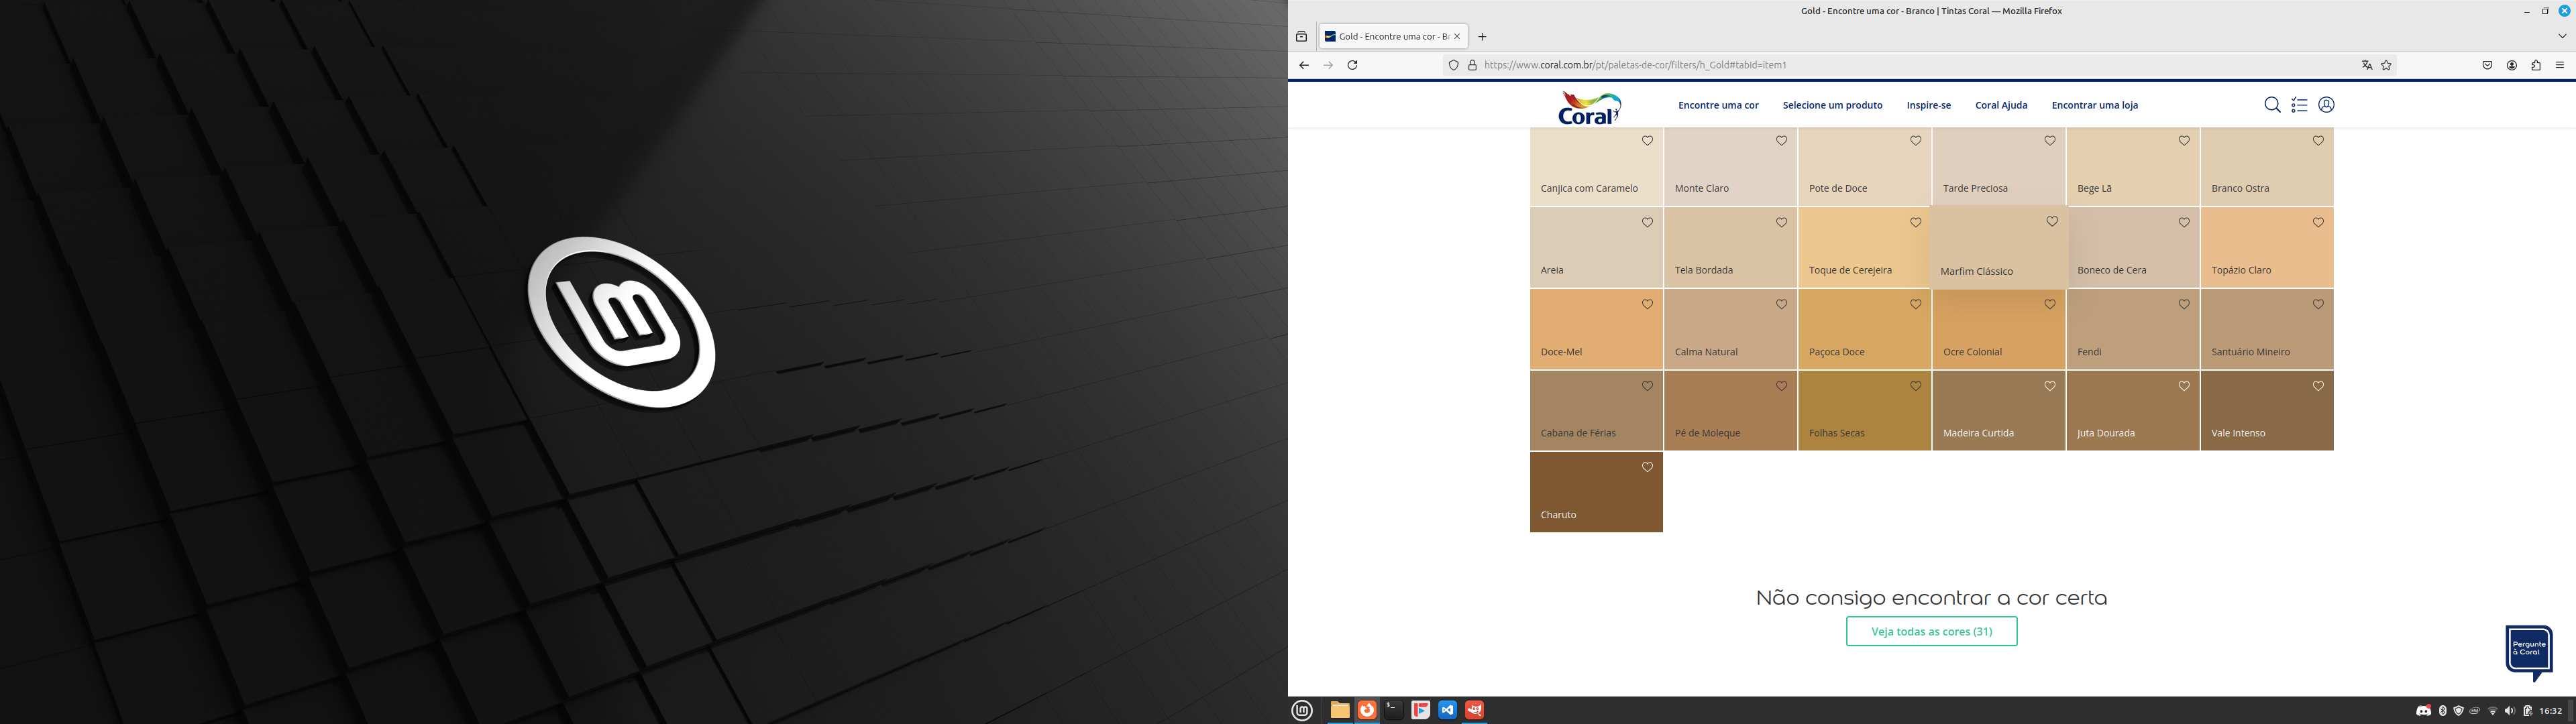 Gold - Encontre uma cor - Branco | Tintas Coral — Mozilla Firefox
Gold - Encontre uma cor - Br
https://www.coral.com.br/pt/paletas-de-cor/filters/h_Gold#tabId=item1
Coral
Encontre uma cor
Selecione um produto
Inspire-se
Coral Ajuda
Encontrar uma loja
Canjica com Caramelo
Monte Claro
Pote de Doce
Tarde Preciosa
Bege Lã
Branco Ostra
Areia
Tela Bordada
Toque de Cerejeira
Marfim Clássico
Boneco de Cera
Topázio Claro
Doce-Mel
Calma Natural
Paçoca Doce
Ocre Colonial
Fendi
Santuário Mineiro
Cabana de Férias
Pé de Moleque
Folhas Secas
Madeira Curtida
Juta Dourada
Vale Intenso
Charuto
Não consigo encontrar a cor certa
Veja todas as cores (31)
Pergunte
à Coral
16:32